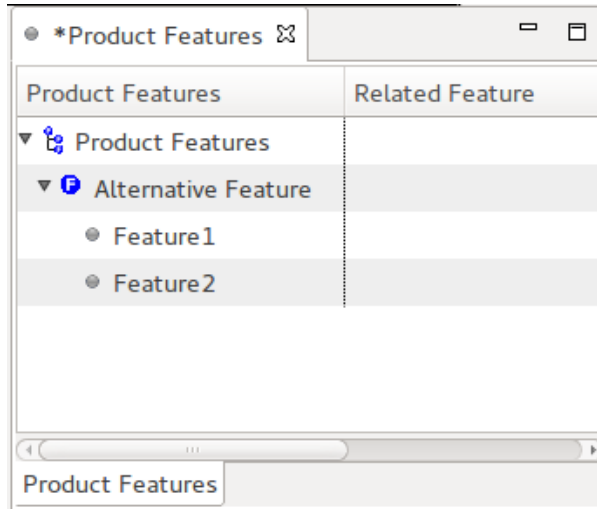 *Product Features
Product Features Related Feature
Product Features
F Alternative Feature
Feature1
Feature2
Product Features